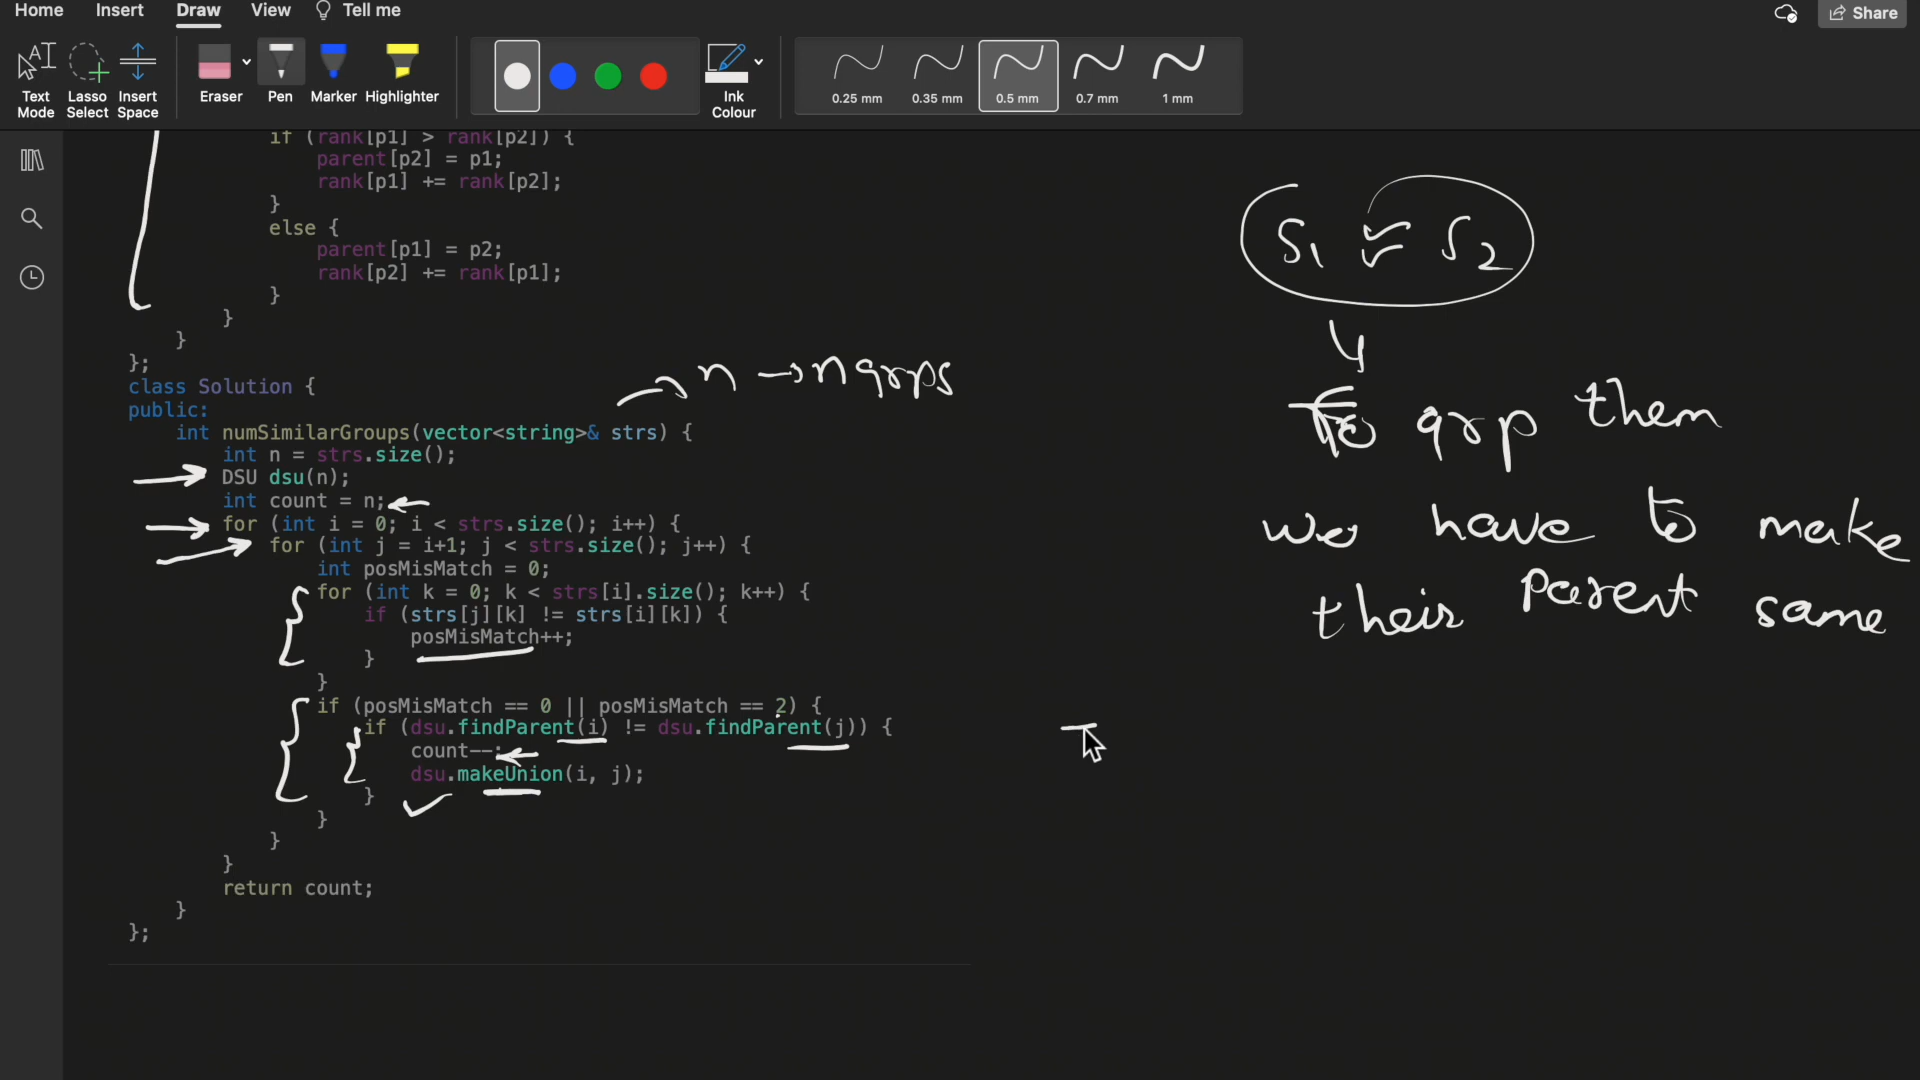 Home Insert Draw View Tell me Share
Text Mode Lasso Select Insert Space Eraser Pen Marker Highlighter Ink Colour 0.25 mm 0.35 mm 0.5 mm 0.7 mm 1 mm
if (rank[p1] > rank[p2]) {
parent[p2] = p1;
rank[p1] += rank[p2];
}
else {
parent[p1] = p2;
rank[p2] += rank[p1];
}
}
}
};
class Solution {
public:
int numSimilarGroups(vector<string>& strs) {
int n = strs.size();
DSU dsu(n);
int count = n;
for (int i = 0; i < strs.size(); i++) {
for (int j = i+1; j < strs.size(); j++) {
int posMisMatch = 0;
for (int k = 0; k < strs[i].size(); k++) {
if (strs[j][k] != strs[i][k]) {
posMisMatch++;
}
}
if (posMisMatch == 0 || posMisMatch == 2) {
if (dsu.findParent(i) != dsu.findParent(j)) {
count--;
dsu.makeUnion(i, j);
}
}
}
}
return count;
}
};
n → n grps
S1 S2
To grp them
we have to make
their parent same
T